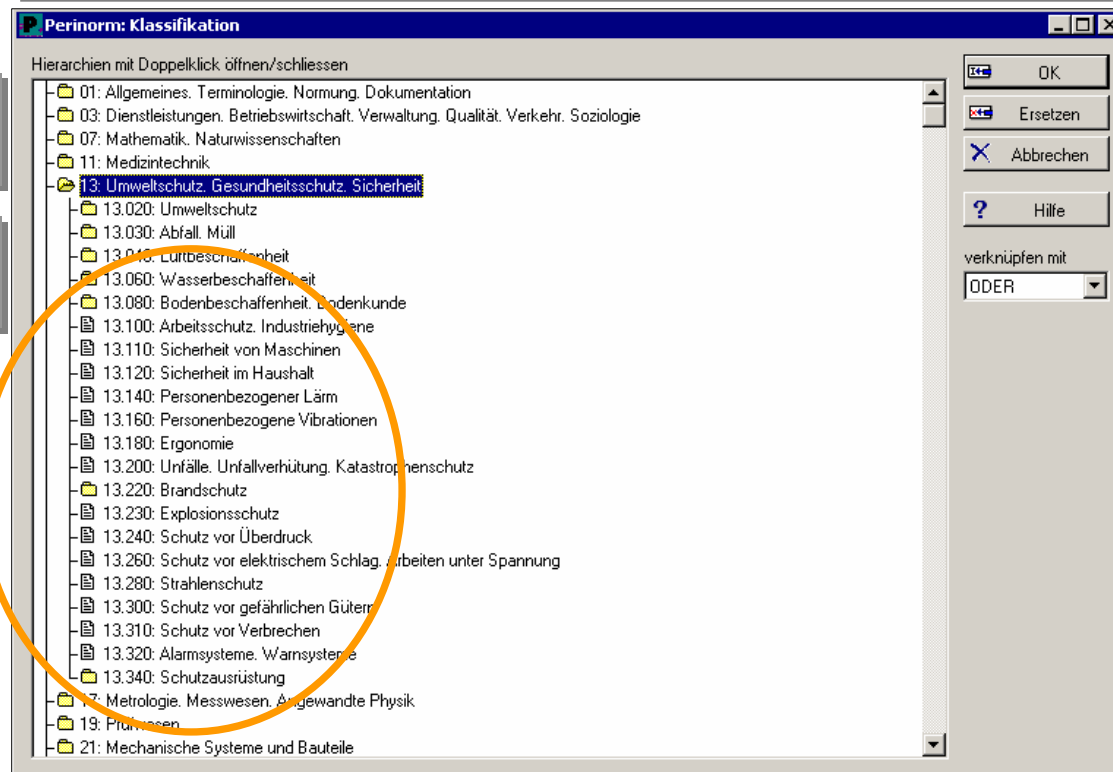 Perinorm: Klassifikation
Hierarchien mit Doppelklick öffnen/schliessen
01: Allgemeines. Terminologie. Normung. Dokumentation
03: Dienstleistungen. Betriebswirtschaft. Verwaltung. Qualität. Verkehr. Soziologie
07: Mathematik. Naturwissenschaften
11: Medizintechnik
13: Umweltschutz. Gesundheitsschutz. Sicherheit
13.020: Umweltschutz
13.030: Abfall. Müll
13.040: Luftbeschaffenheit
13.060: Wasserbeschaffenheit
13.080: Bodenbeschaffenheit. Bodenkunde
13.100: Arbeitsschutz. Industriehygiene
13.110: Sicherheit von Maschinen
13.120: Sicherheit im Haushalt
13.140: Personenbezogener Lärm
13.160: Personenbezogene Vibrationen
13.180: Ergonomie
13.200: Unfälle. Unfallverhütung. Katastrophenschutz
13.220: Brandschutz
13.230: Explosionsschutz
13.240: Schutz vor Überdruck
13.260: Schutz vor elektrischem Schlag. Arbeiten unter Spannung
13.280: Strahlenschutz
13.300: Schutz vor gefährlichen Gütern
13.310: Schutz vor Verbrechen
13.320: Alarmsysteme. Warnsysteme
13.340: Schutzausrüstung
17: Metrologie. Messwesen. Angewandte Physik
19: Prüfwesen
21: Mechanische Systeme und Bauteile
OK
Ersetzen
Abbrechen
? Hilfe
verknüpfen mit
ODER